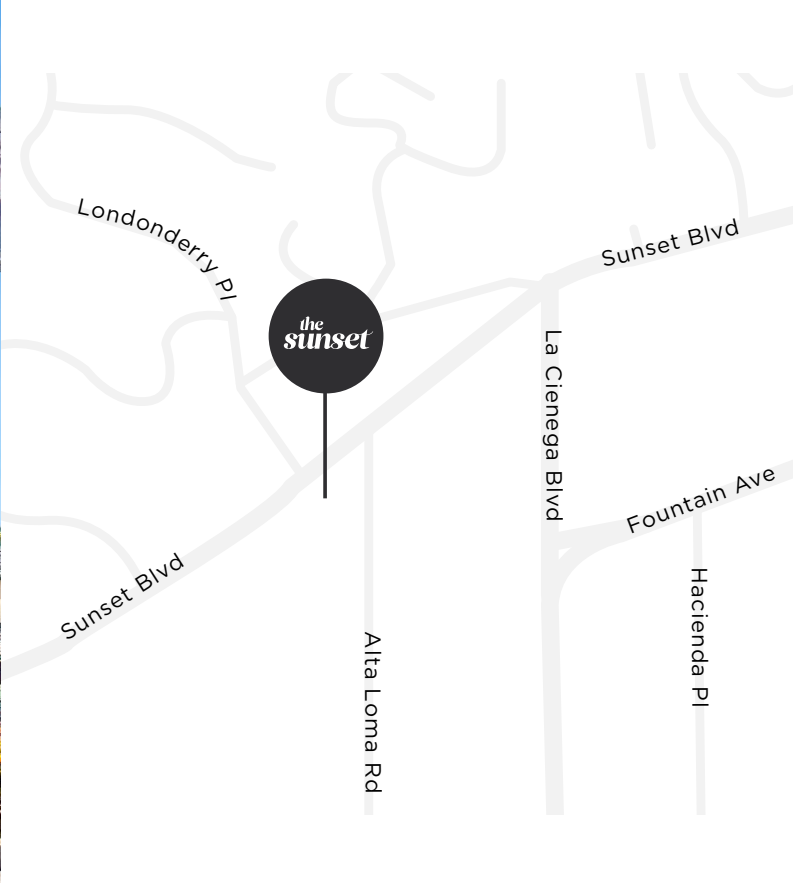 Londonderry Pl
Sunset Blvd
the
sunset
La Cienega Blvd
Fountain Ave
Sunset Blvd
Hacienda Pl
Alta Loma Rd